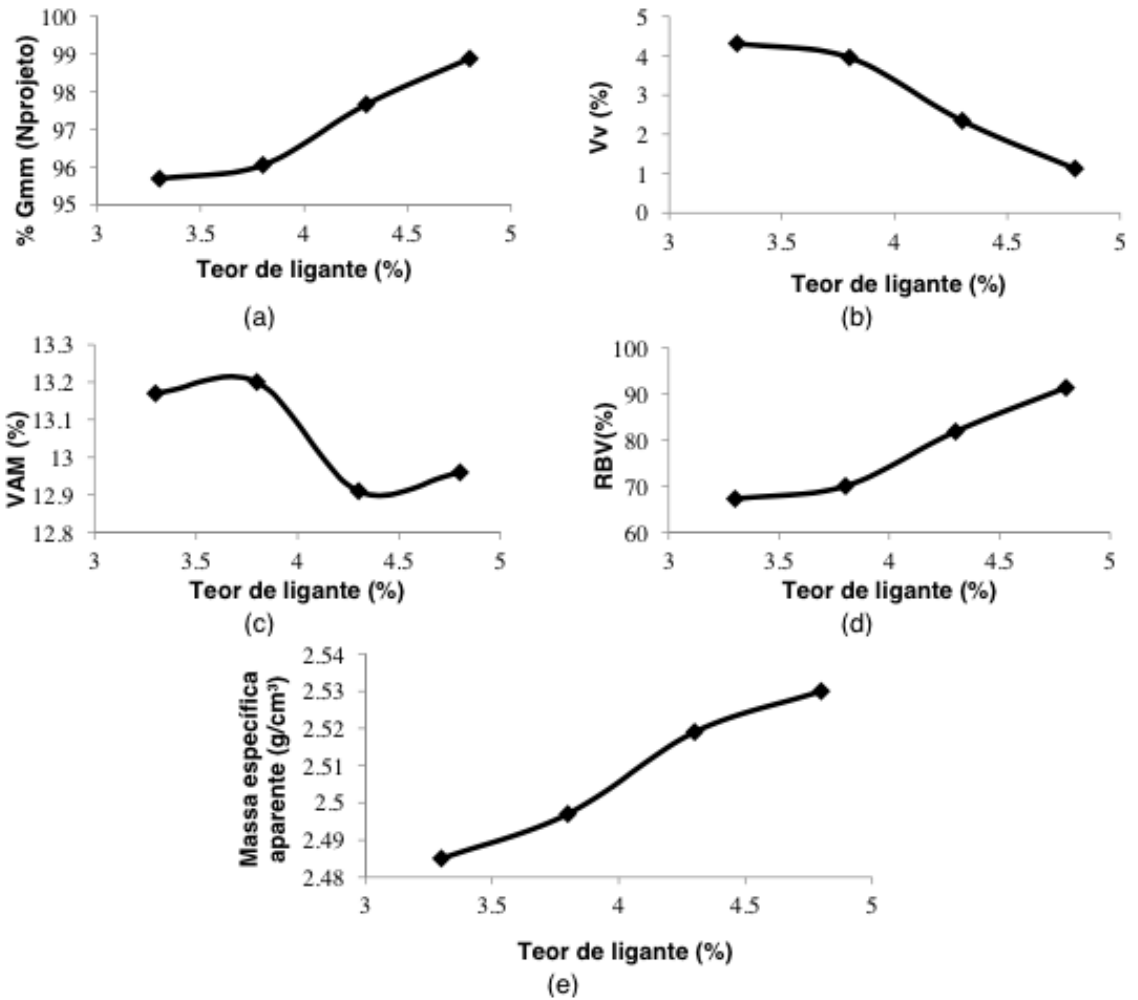 100
99
98
97
96
95
% Gmm (Nprojeto)
3 3.5 4 4.5 5
Teor de ligante (%)
(a)
5
4
3
2
1
0
Vv (%)
3 3.5 4 4.5 5
Teor de ligante (%)
(b)
13.3
13.2
13.1
13
12.9
12.8
VAM (%)
3 3.5 4 4.5 5
Teor de ligante (%)
(c)
100
90
80
70
60
RBV(%)
3 3.5 4 4.5 5
Teor de ligante (%)
(d)
2.54
2.53
2.52
2.51
2.5
2.49
2.48
Massa específica
aparente (g/cm³)
3 3.5 4 4.5 5
Teor de ligante (%)
(e)